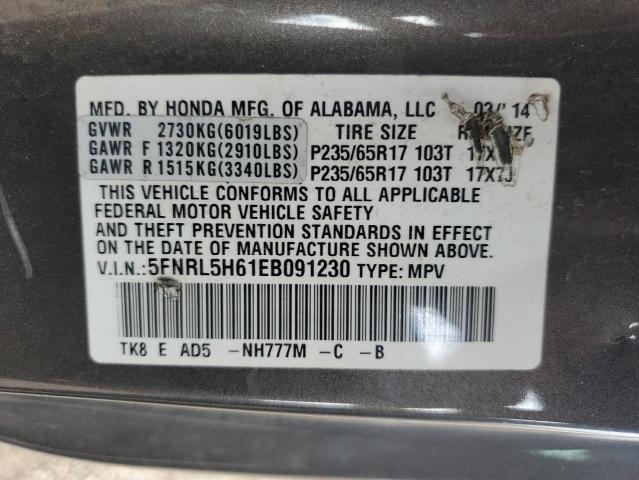 MFD. BY HONDA MFG. OF ALABAMA, LLC 03/ 14
GVWR 2730KG(6019LBS) TIRE SIZE
GAWR F 1320KG(2910LBS) P235/65R17 103T
GAWR R 1515KG(3340LBS) P235/65R17 103T 17X7J
THIS VEHICLE CONFORMS TO ALL APPLICABLE
FEDERAL MOTOR VEHICLE SAFETY
AND THEFT PREVENTION STANDARDS IN EFFECT
ON THE DATE OF MANUFACTURE SHOWN ABOVE.
V.I.N.:5FNRL5H61EB091230 TYPE: MPV
TK8 E AD5 -NH777M -C -B